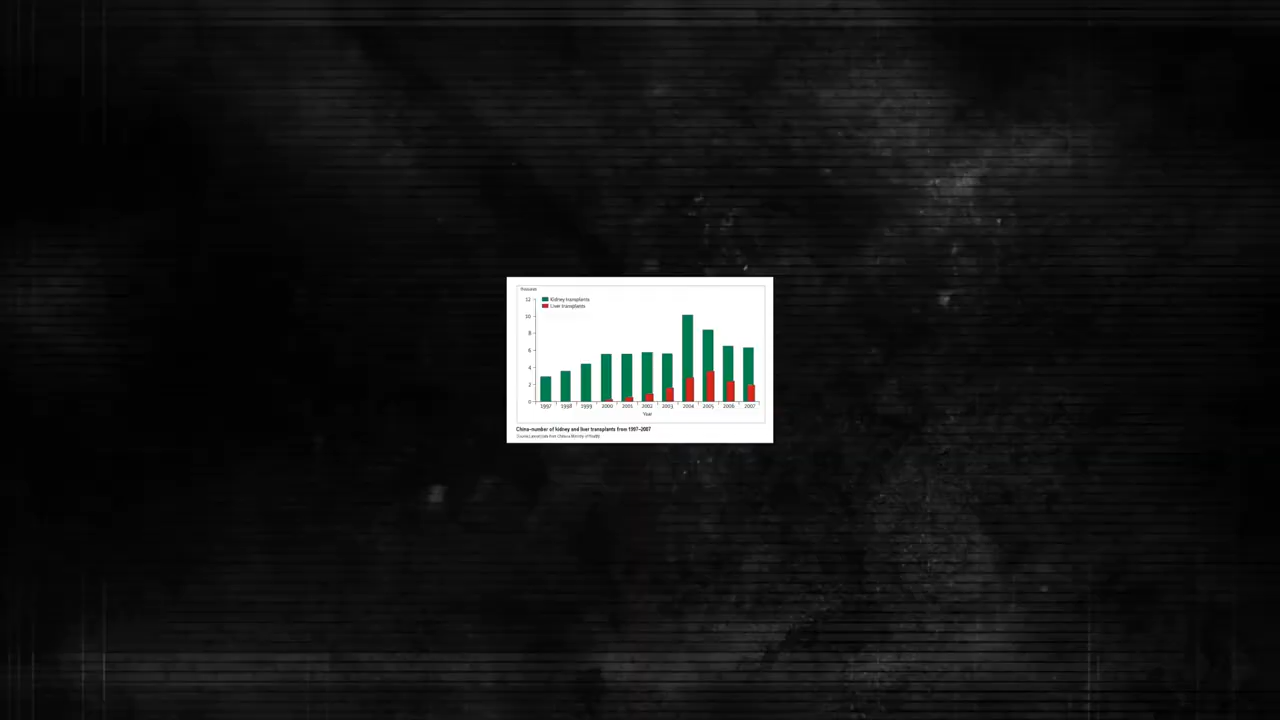 Thousands
12
Kidney transplants
Liver transplants
10
8
6
4
2
0
1997 1998 1999 2000 2001 2002 2003 2004 2005 2006 2007
Year
China–number of kidney and liver transplants from 1997–2007